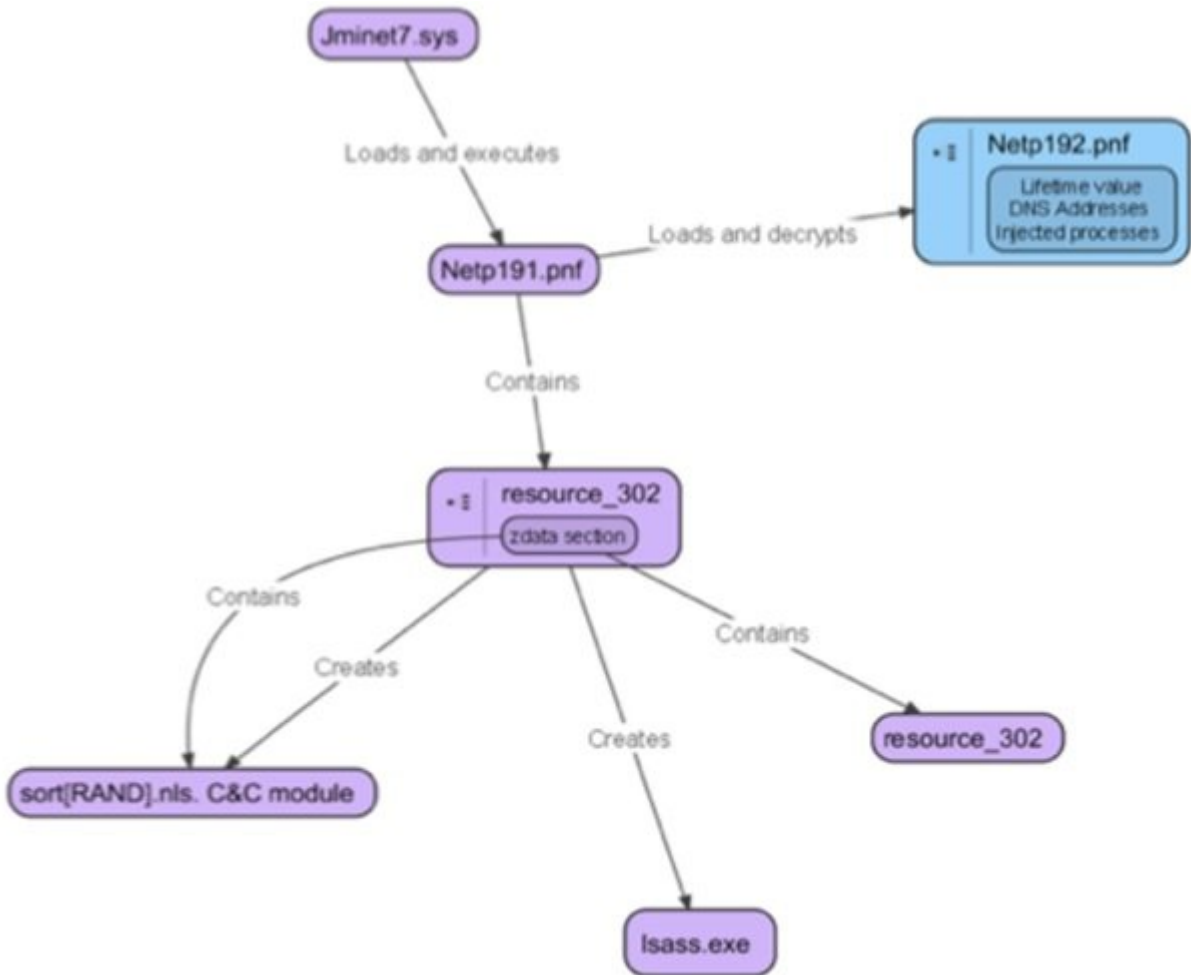 Jminet7.sys
Loads and executes
Netp192.pnf
Lifetime value
DNS Addresses
Injected processes
Loads and decrypts
Netp191.pnf
Contains
resource_302
zdata section
Contains
Creates
Contains
Creates
resource_302
sort[RAND].nls. C&C module
lsass.exe